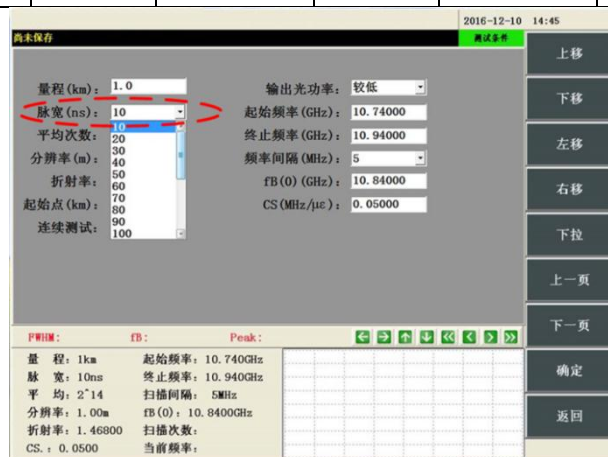 2016-12-10 14:45
尚未保存
测试条件
量程(km): 1.0
脉宽(ns): 10
平均次数:
分辨率(m):
折射率:
起始点(km):
连续测试:
10
20
30
40
50
60
70
80
90
100
输出光功率: 较低
起始频率(GHz): 10.74000
终止频率(GHz): 10.94000
频率间隔(MHz): 5
fB(0)(GHz): 10.84000
CS(MHz/με): 0.05000
上移
下移
左移
右移
下拉
上一页
下一页
确定
返回
FWHM: fB: Peak:
量 程: 1km 起始频率: 10.740GHz
脉 宽: 10ns 终止频率: 10.940GHz
平 均: 2^14 扫描间隔: 5MHz
分辨率: 1.00m fB(0): 10.8400GHz
折射率: 1.46800 扫描次数:
CS.: 0.0500 当前频率: